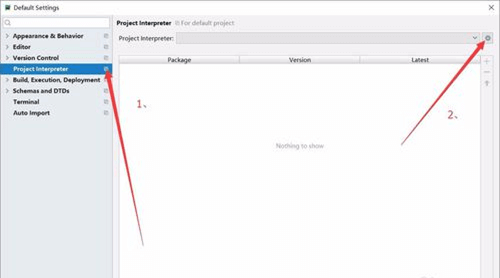 Default Settings
Appearance & Behavior
Editor
Version Control
Project Interpreter
Build, Execution, Deployment
Schemas and DTDs
Terminal
Auto Import
Project Interpreter For default project
Project Interpreter:
Package Version Latest
Nothing to show
1、
2、